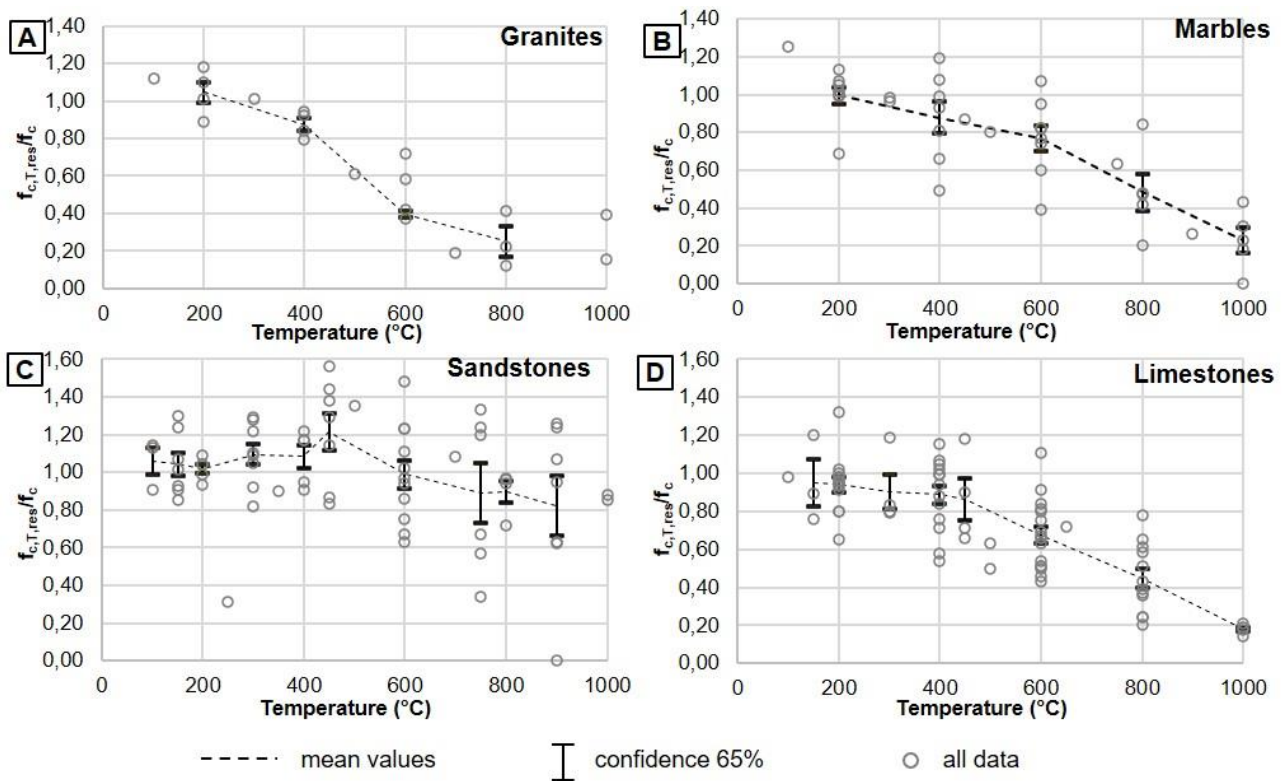 A
Granites
1,40
1,20
1,00
0,80
0,60
0,40
0,20
0,00
fc,T,res/fc
0 200 400 600 800 1000
Temperature (°C)
B
Marbles
1,40
1,20
1,00
0,80
0,60
0,40
0,20
0,00
fc,T,res/fc
0 200 400 600 800 1000
Temperature (°C)
C
Sandstones
1,60
1,40
1,20
1,00
0,80
0,60
0,40
0,20
0,00
fc,T,res/fc
0 200 400 600 800 1000
Temperature (°C)
D
Limestones
1,60
1,40
1,20
1,00
0,80
0,60
0,40
0,20
0,00
fc,T,res/fc
0 200 400 600 800 1000
Temperature (°C)
mean values confidence 65% all data